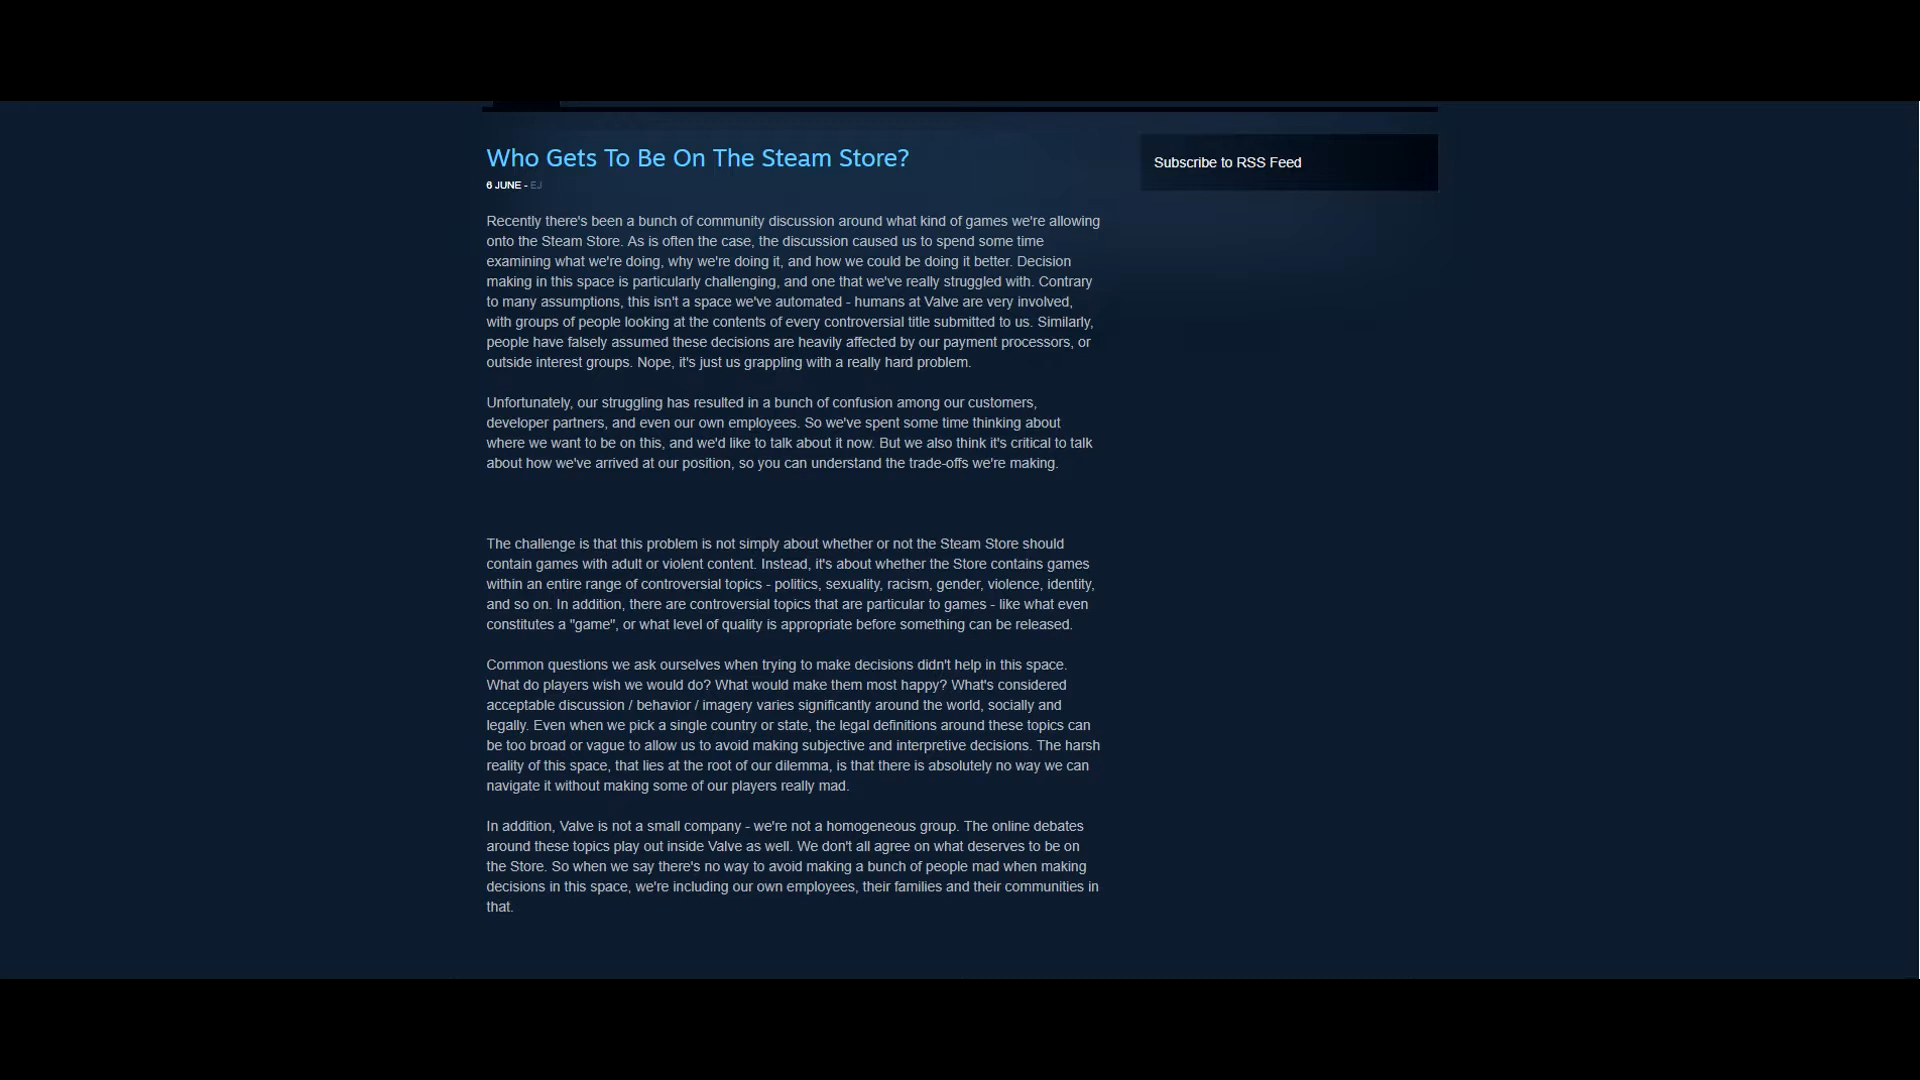 Who Gets To Be On The Steam Store?
6 JUNE - EJ
Subscribe to RSS Feed
Recently there's been a bunch of community discussion around what kind of games we're allowing
onto the Steam Store. As is often the case, the discussion caused us to spend some time
examining what we're doing, why we're doing it, and how we could be doing it better. Decision
making in this space is particularly challenging, and one that we've really struggled with. Contrary
to many assumptions, this isn't a space we've automated - humans at Valve are very involved,
with groups of people looking at the contents of every controversial title submitted to us. Similarly,
people have falsely assumed these decisions are heavily affected by our payment processors, or
outside interest groups. Nope, it's just us grappling with a really hard problem.
Unfortunately, our struggling has resulted in a bunch of confusion among our customers,
developer partners, and even our own employees. So we've spent some time thinking about
where we want to be on this, and we'd like to talk about it now. But we also think it's critical to talk
about how we've arrived at our position, so you can understand the trade-offs we're making.
The challenge is that this problem is not simply about whether or not the Steam Store should
contain games with adult or violent content. Instead, it's about whether the Store contains games
within an entire range of controversial topics - politics, sexuality, racism, gender, violence, identity,
and so on. In addition, there are controversial topics that are particular to games - like what even
constitutes a "game", or what level of quality is appropriate before something can be released.
Common questions we ask ourselves when trying to make decisions didn't help in this space.
What do players wish we would do? What would make them most happy? What's considered
acceptable discussion / behavior / imagery varies significantly around the world, socially and
legally. Even when we pick a single country or state, the legal definitions around these topics can
be too broad or vague to allow us to avoid making subjective and interpretive decisions. The harsh
reality of this space, that lies at the root of our dilemma, is that there is absolutely no way we can
navigate it without making some of our players really mad.
In addition, Valve is not a small company - we're not a homogeneous group. The online debates
around these topics play out inside Valve as well. We don't all agree on what deserves to be on
the Store. So when we say there's no way to avoid making a bunch of people mad when making
decisions in this space, we're including our own employees, their families and their communities in
that.